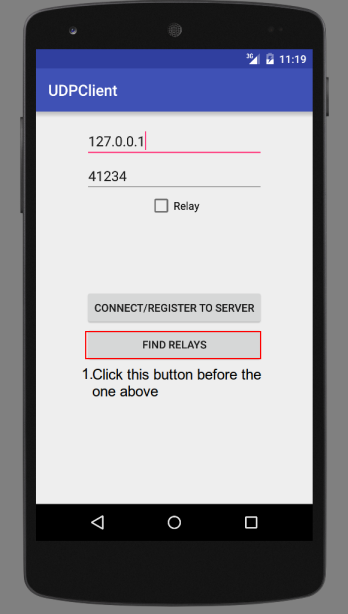 3G 11:19
UDPClient
127.0.0.1
41234
Relay
CONNECT/REGISTER TO SERVER
FIND RELAYS
1.Click this button before the
one above